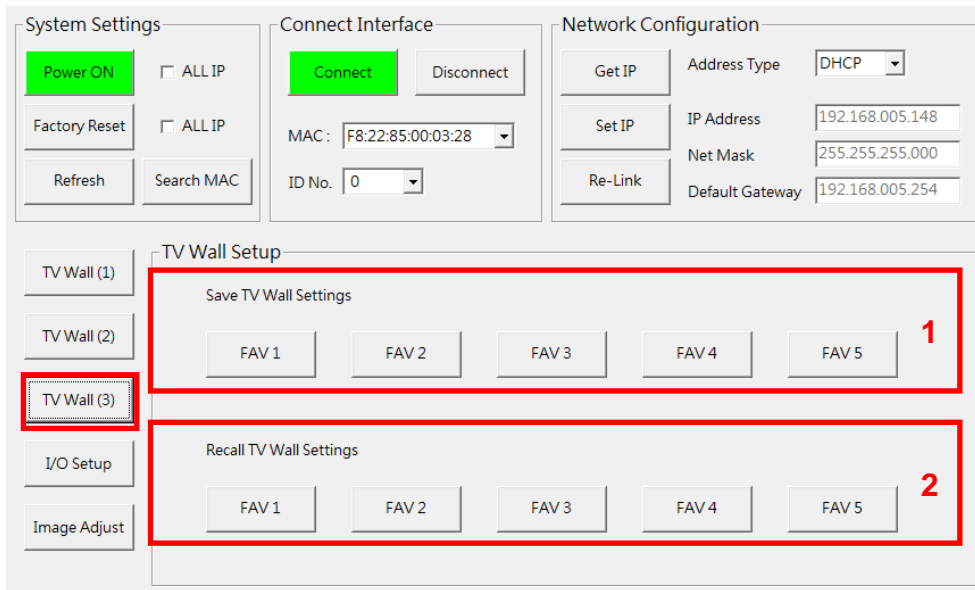 System Settings
Power ON
ALL IP
Factory Reset
ALL IP
Refresh
Search MAC
Connect Interface
Connect
Disconnect
MAC :
F8:22:85:00:03:28
ID No.
0
Network Configuration
Get IP
Address Type
DHCP
Set IP
IP Address
192.168.005.148
Net Mask
255.255.255.000
Re-Link
Default Gateway
192.168.005.254
TV Wall (1)
TV Wall (2)
TV Wall (3)
I/O Setup
Image Adjust
TV Wall Setup
Save TV Wall Settings
FAV 1
FAV 2
FAV 3
FAV 4
FAV 5
1
Recall TV Wall Settings
FAV 1
FAV 2
FAV 3
FAV 4
FAV 5
2